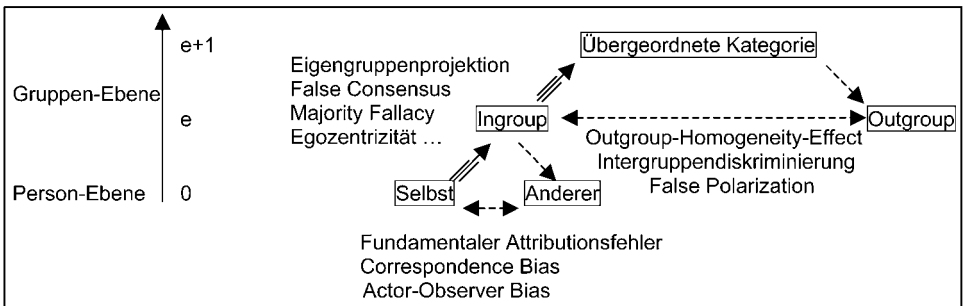 e+1
Übergeordnete Kategorie
Eigengruppenprojektion
False Consensus
Majority Fallacy
Egozentrizität ...
Gruppen-Ebene
e
Ingroup
Outgroup
Outgroup-Homogeneity-Effect
Intergruppendiskriminierung
False Polarization
Person-Ebene
0
Selbst
Anderer
Fundamentaler Attributionsfehler
Correspondence Bias
Actor-Observer Bias